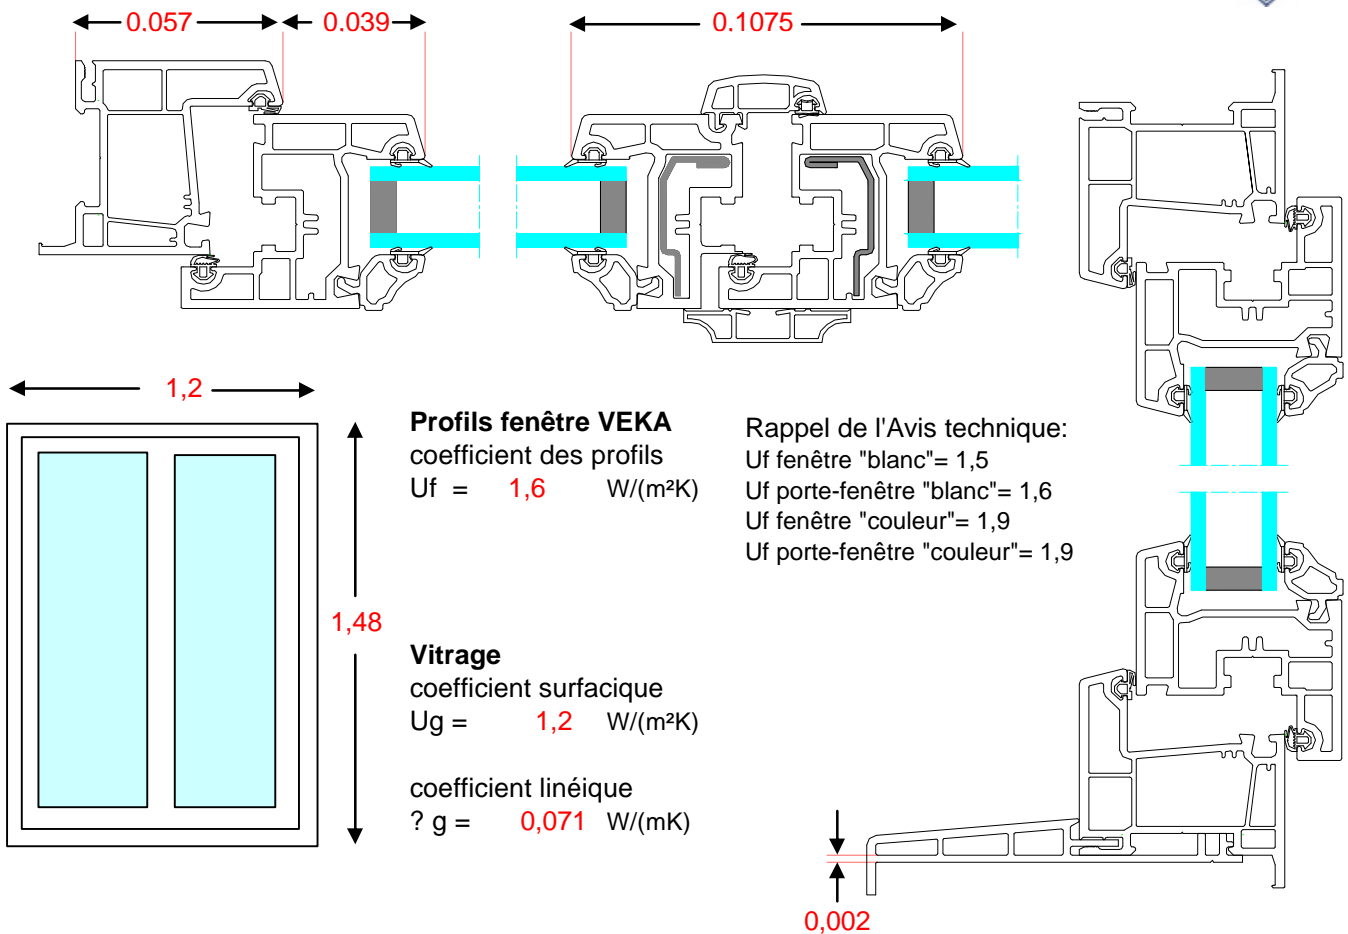 0.057 0.039 0.1075
1,2
Profils fenêtre VEKA
coefficient des profils
Uf = 1,6 W/(m²K)
Rappel de l'Avis technique:
Uf fenêtre "blanc"= 1,5
Uf porte-fenêtre "blanc"= 1,6
Uf fenêtre "couleur"= 1,9
Uf porte-fenêtre "couleur"= 1,9
1,48
Vitrage
coefficient surfacique
Ug = 1,2 W/(m²K)
coefficient linéique
? g = 0,071 W/(mK)
0,002